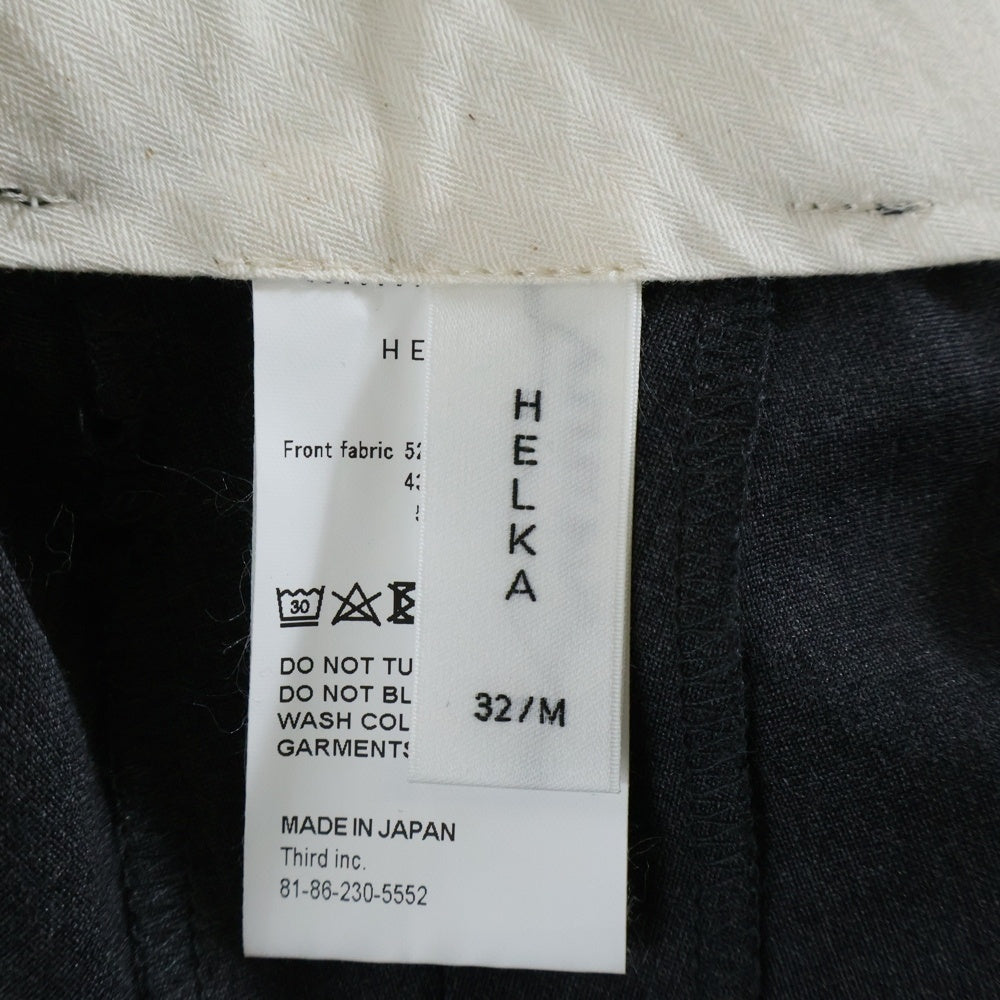 HE
Front fabric 52
43
30
DO NOT TU
DO NOT BL
WASH COL
GARMENTS
MADE IN JAPAN
Third inc.
81-86-230-5552
H
E
L
K
A
32/M